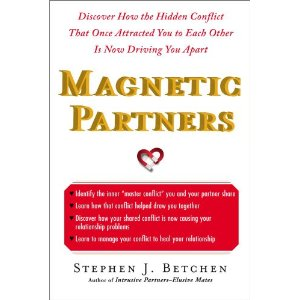 Discover How the Hidden Conflict
That Once Attracted You to Each Other
Is Now Driving You Apart
MAGNETIC
PARTNERS
Identify the inner "master conflict" you and your partner share
Learn how that conflict helped draw you together
Discover how your shared conflict is now causing your
relationship problems
Learn to manage your conflict to heal your relationship
STEPHEN J. BETCHEN
Author of Intrusive Partners–Elusive Mates